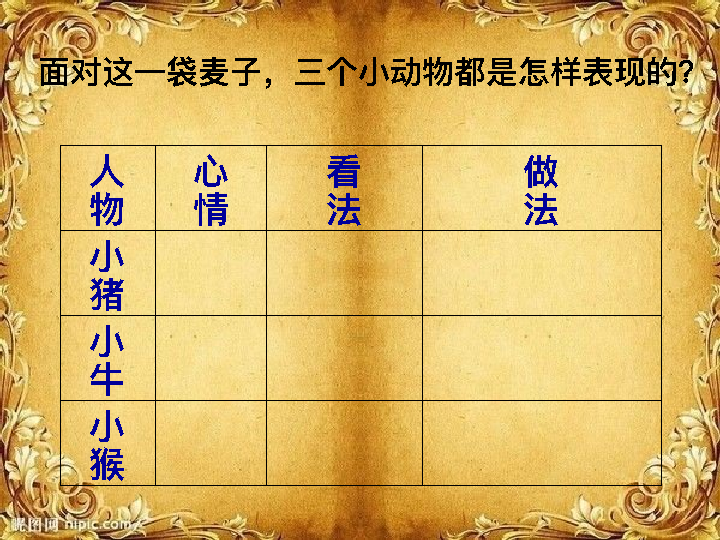 面对这一袋麦子，三个小动物都是怎样表现的？
人物 心情 看法 做法
小猪
小牛
小猴
昵图网 nipic.com